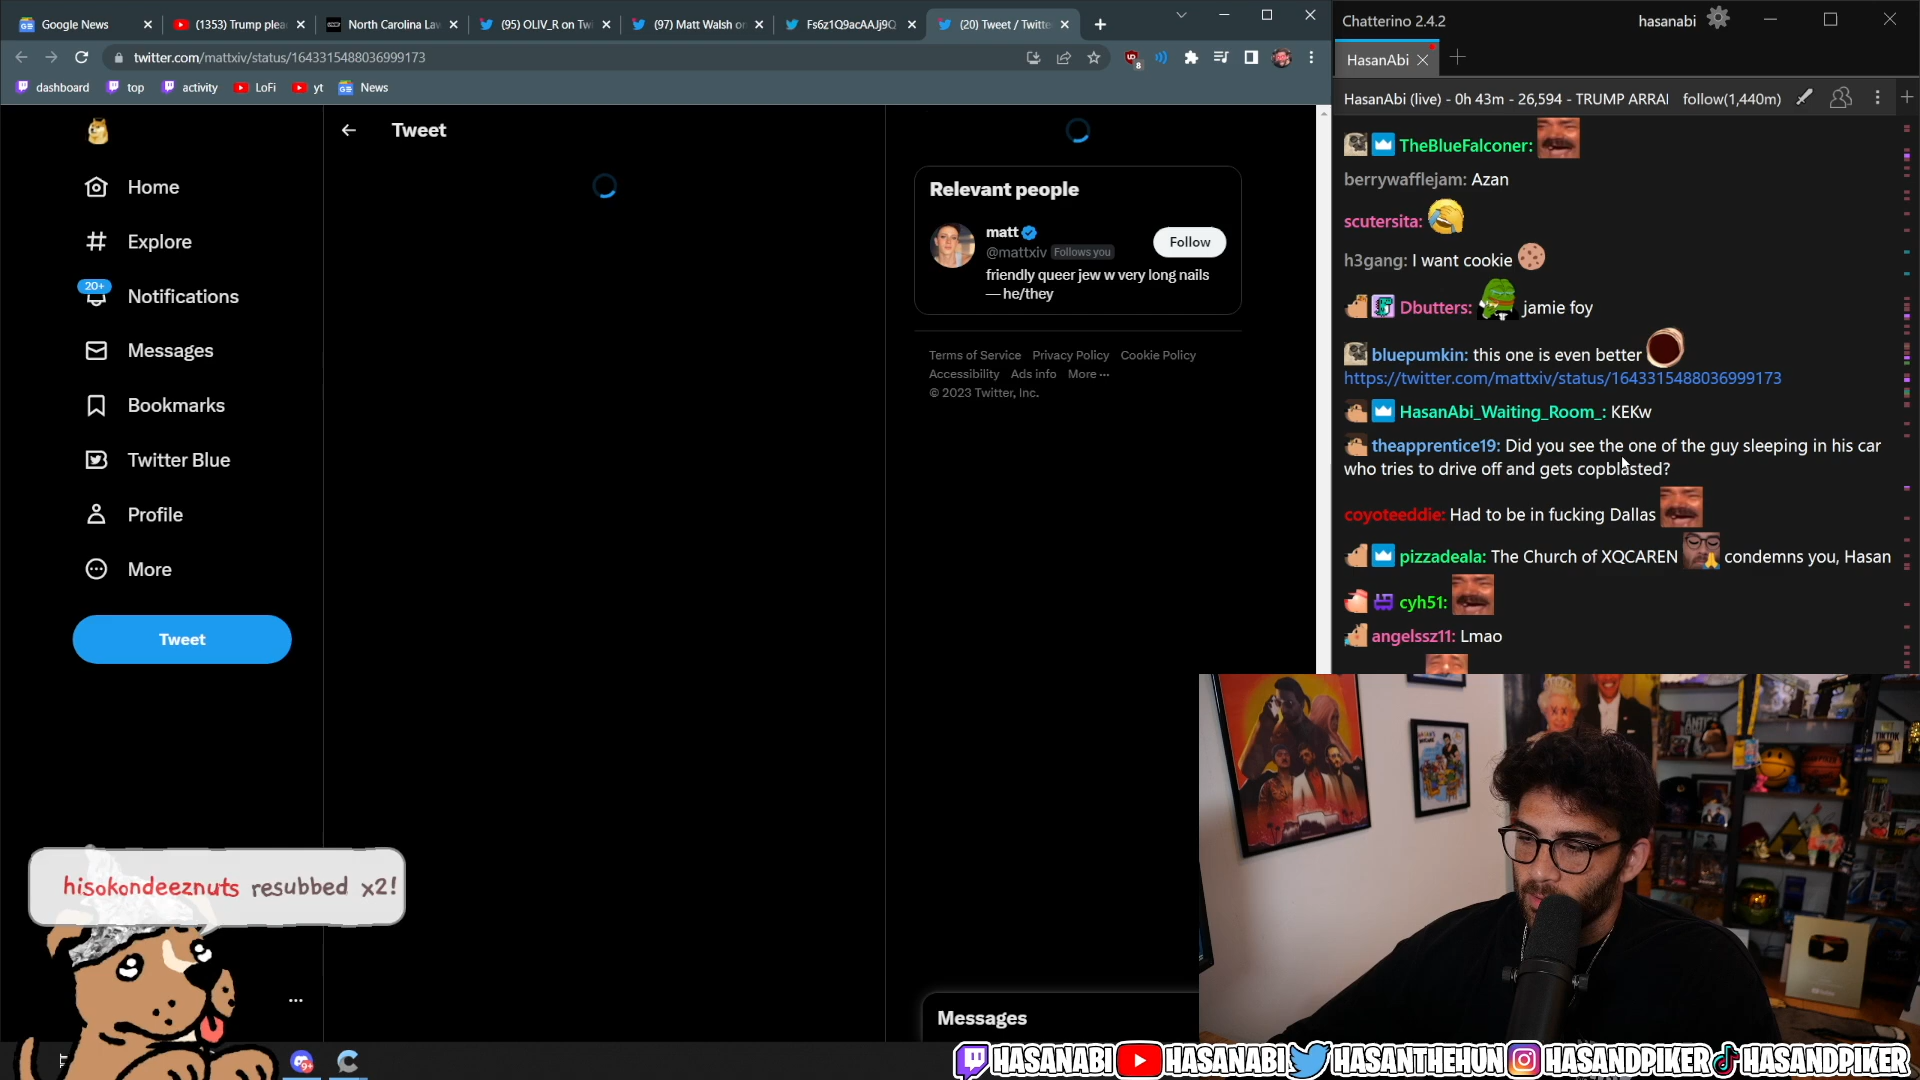 Google News
(1353) Trump plea
North Carolina Law
(95) OLIV_R on Twi
(97) Matt Walsh on
Fs6z1Q9acAAJj9Q
(20) Tweet / Twitte
twitter.com/mattxiv/status/1643315488036999173
8
dashboard
top
activity
LoFi
yt
News
Home
Explore
20+
Notifications
Messages
Bookmarks
Twitter Blue
Profile
More
Tweet
Tweet
Relevant people
matt
@mattxiv Follows you
Follow
friendly queer jew w very long nails
— he/they
Terms of Service Privacy Policy Cookie Policy
Accessibility Ads info More ···
© 2023 Twitter, Inc.
Messages
Chatterino 2.4.2
hasanabi
HasanAbi
HasanAbi (live) - 0h 43m - 26,594 - TRUMP ARRAI
follow(1,440m)
TheBlueFalconer:
berrywafflejam: Azan
scutersita:
h3gang: I want cookie
Dbutters: jamie foy
bluepumkin: this one is even better
https://twitter.com/mattxiv/status/1643315488036999173
HasanAbi_Waiting_Room_: KEKw
theapprentice19: Did you see the one of the guy sleeping in his car
who tries to drive off and gets copblasted?
coyoteeddie: Had to be in fucking Dallas
pizzadeala: The Church of XQCAREN condemns you, Hasan
cyh51:
angelssz11: Lmao
hisokondeeznuts resubbed x2!
9+
HASANABI
HASANABI
HASANTHEHUN
HASANDPIKER
HASANDPIKER